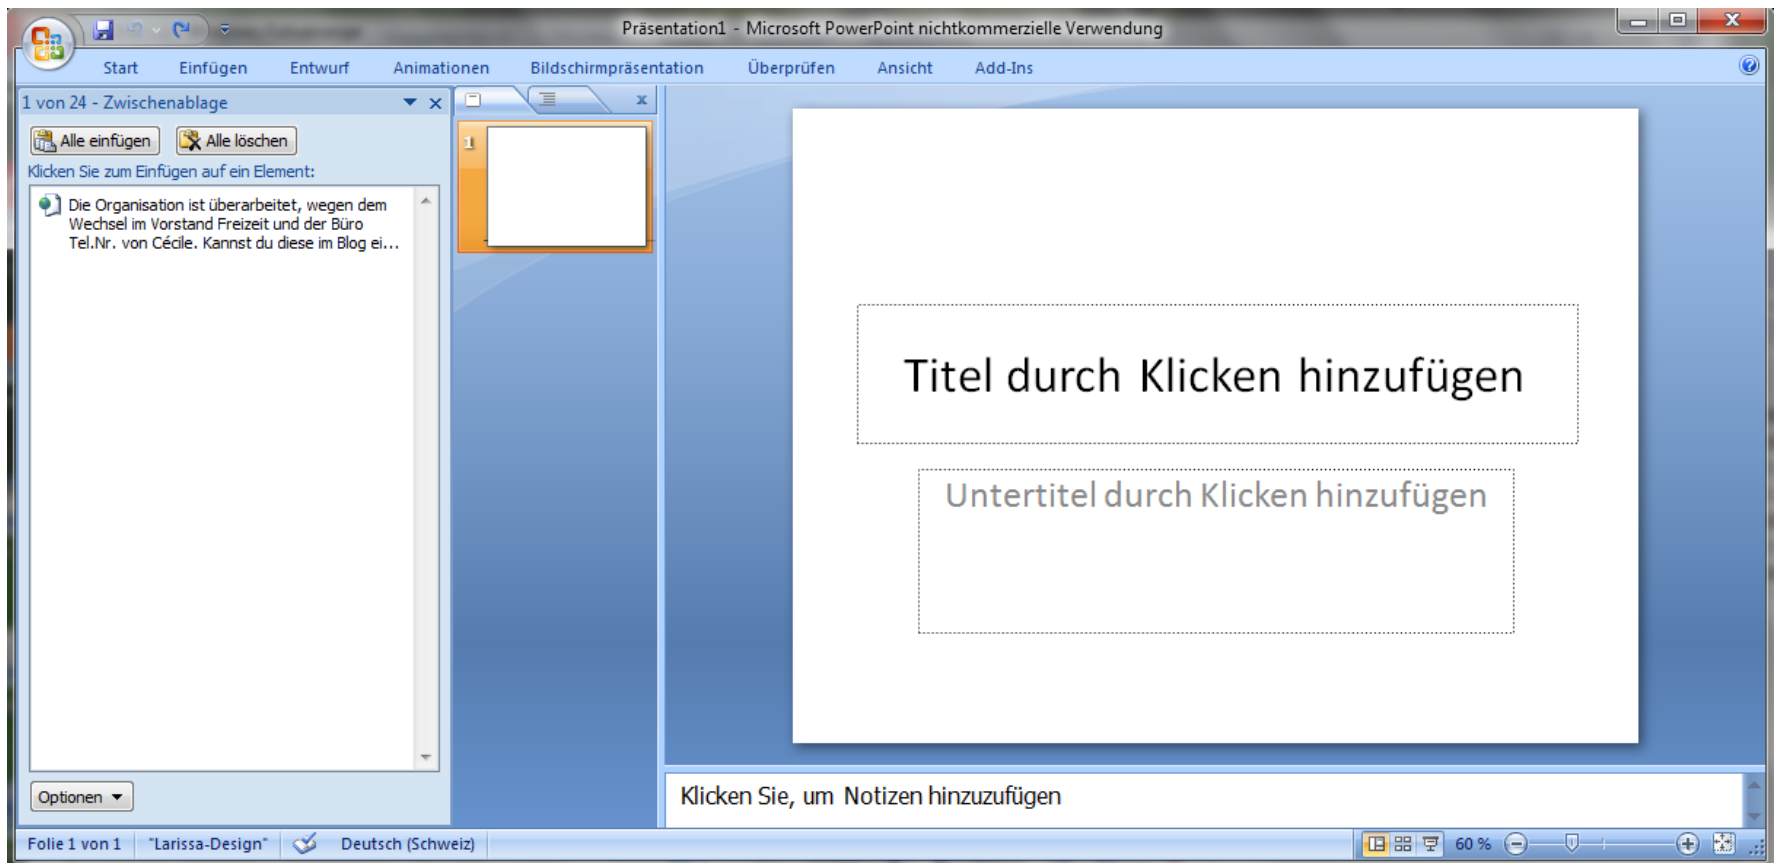 Präsentation1 - Microsoft PowerPoint nichtkommerzielle Verwendung
Start Einfügen Entwurf Animationen Bildschirmpräsentation Überprüfen Ansicht Add-Ins
1 von 24 - Zwischenablage
Alle einfügen Alle löschen
Klicken Sie zum Einfügen auf ein Element:
Die Organisation ist überarbeitet, wegen dem
Wechsel im Vorstand Freizeit und der Büro
Tel.Nr. von Cécile. Kannst du diese im Blog ei...
Optionen
1
Titel durch Klicken hinzufügen
Untertitel durch Klicken hinzufügen
Klicken Sie, um Notizen hinzuzufügen
Folie 1 von 1 "Larissa-Design" Deutsch (Schweiz) 60 %